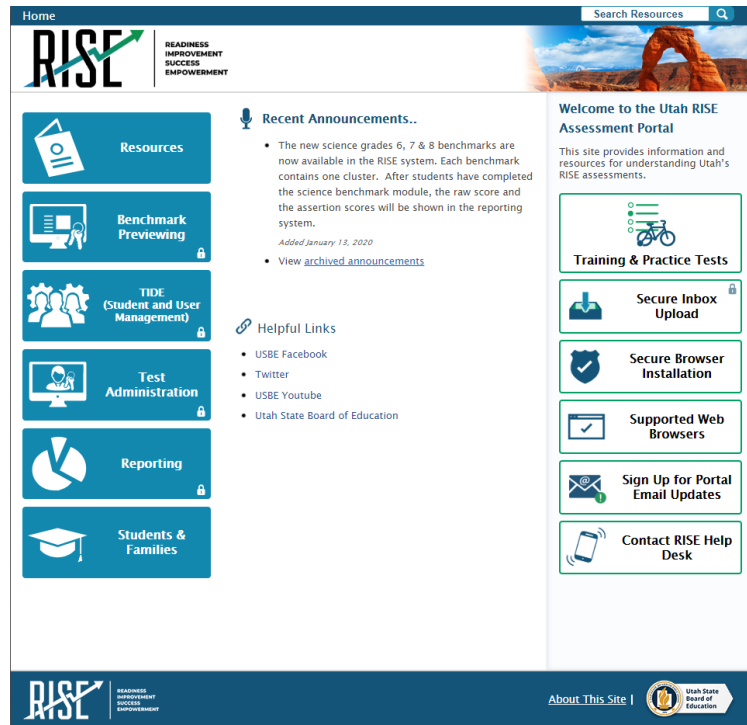 Home
Search Resources
RISE
READINESS
IMPROVEMENT
SUCCESS
EMPOWERMENT
Resources
Benchmark
Previewing
TIDE
(Student and User
Management)
Test
Administration
Reporting
Students &
Families
Recent Announcements..
• The new science grades 6, 7 & 8 benchmarks are
now available in the RISE system. Each benchmark
contains one cluster. After students have completed
the science benchmark module, the raw score and
the assertion scores will be shown in the reporting
system.
Added January 13, 2020
• View archived announcements
Helpful Links
• USBE Facebook
• Twitter
• USBE Youtube
• Utah State Board of Education
Welcome to the Utah RISE
Assessment Portal
This site provides information and
resources for understanding Utah's
RISE assessments.
Training & Practice Tests
Secure Inbox
Upload
Secure Browser
Installation
Supported Web
Browsers
@
Sign Up for Portal
Email Updates
Contact RISE Help
Desk
RISE
READINESS
IMPROVEMENT
SUCCESS
EMPOWERMENT
About This Site |
Utah State
Board of
Education